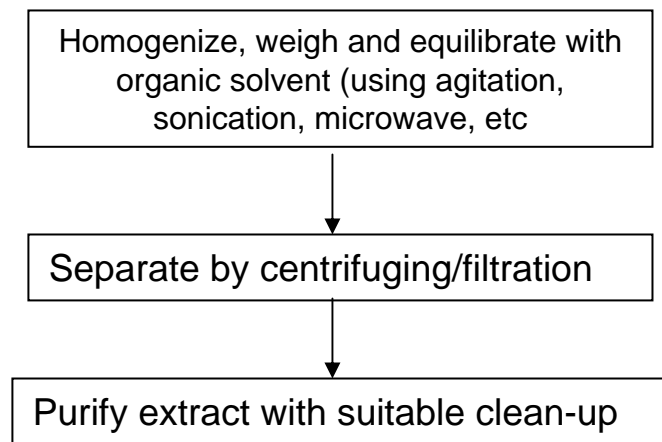 Homogenize, weigh and equilibrate with
organic solvent (using agitation,
sonication, microwave, etc
Separate by centrifuging/filtration
Purify extract with suitable clean-up